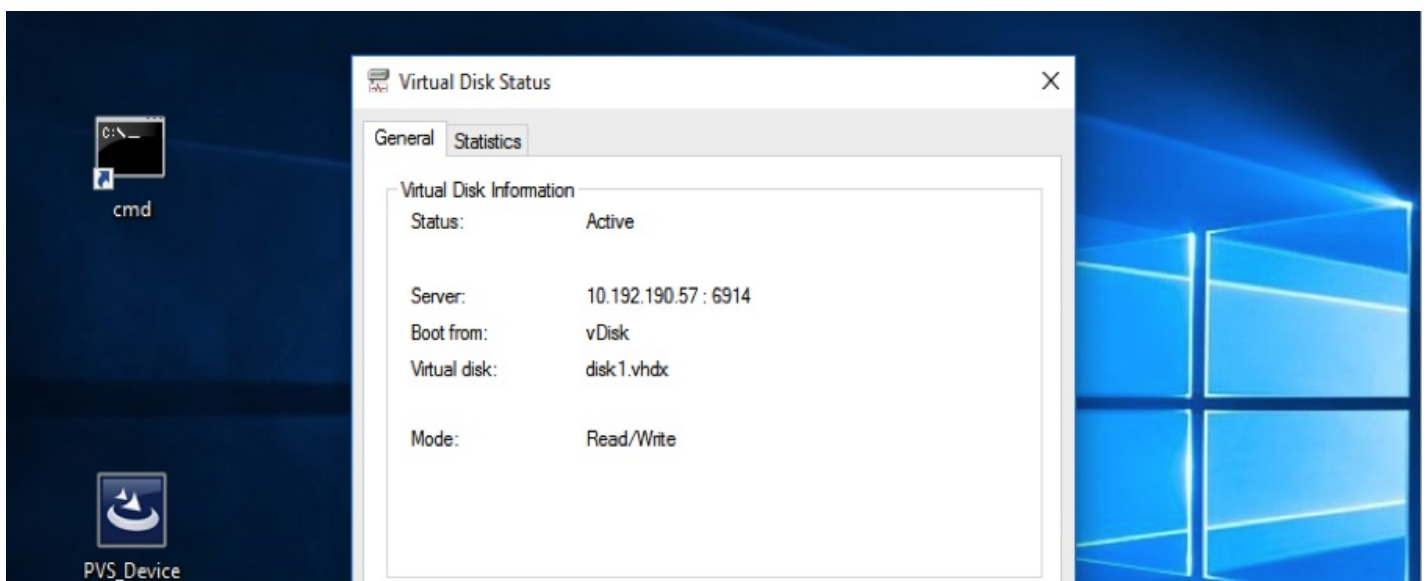 Virtual Disk Status
General Statistics
Virtual Disk Information
Status: Active
Server: 10.192.190.57 : 6914
Boot from: vDisk
Virtual disk: disk1.vhdx
Mode: Read/Write
C:\_
cmd
PVS_Device